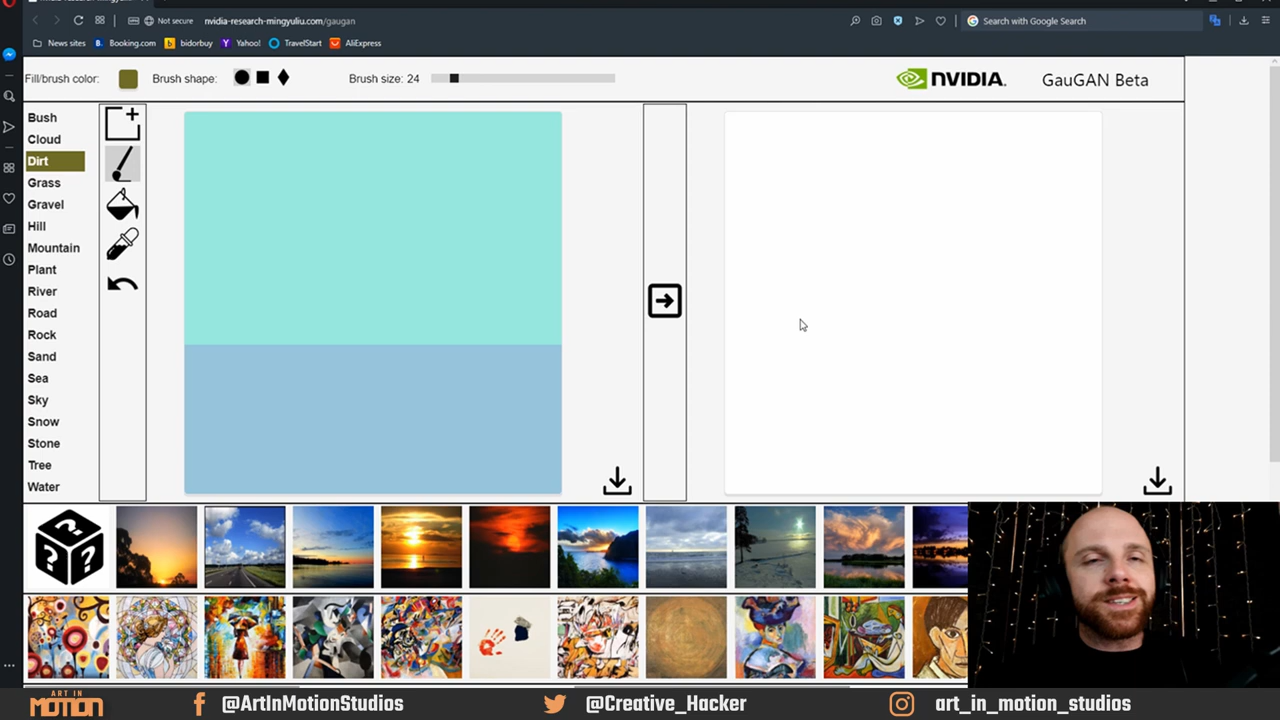 Not secure nvidia-research-mingyuliu.com/gaugan
Search with Google Search
News sites B. Booking.com b bidorbuy Y Yahoo! TravelStart AliExpress
Fill/brush color: Brush shape: Brush size: 24
NVIDIA. GauGAN Beta
Bush
Cloud
Dirt
Grass
Gravel
Hill
Mountain
Plant
River
Road
Rock
Sand
Sea
Sky
Snow
Stone
Tree
Water
? ? ?
ART IN
MOTION
@ArtInMotionStudios
@Creative_Hacker
art_in_motion_studios